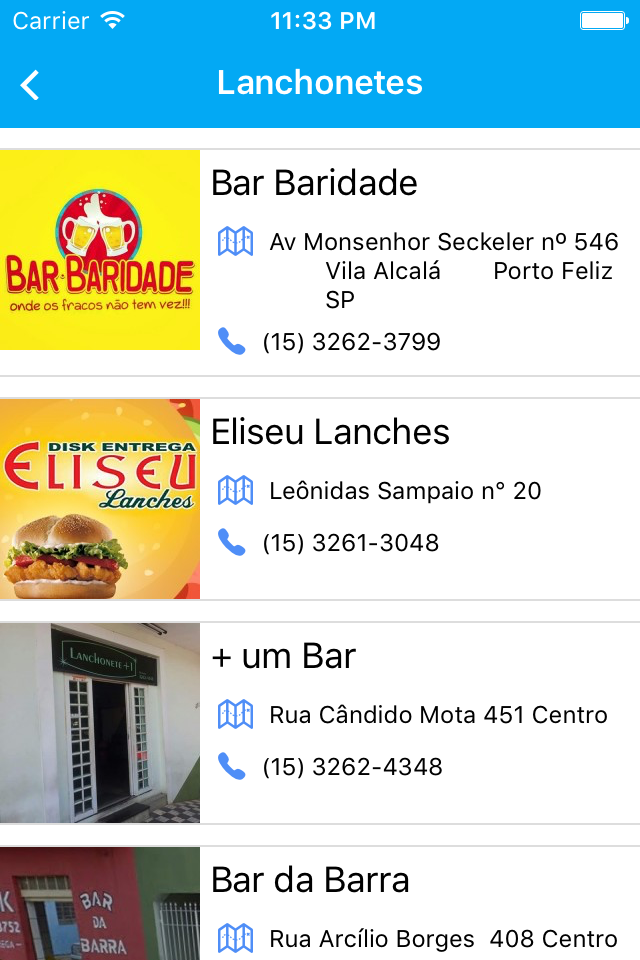 Carrier 11:33 PM
Lanchonetes
BAR BARIDADE
onde os fracos não tem vez!!!
Bar Baridade
Av Monsenhor Seckeler nº 546
Vila Alcalá Porto Feliz
SP
(15) 3262-3799
DISK ENTREGA
ELISEU
Lanches
Eliseu Lanches
Leônidas Sampaio n° 20
(15) 3261-3048
LANCHONETE +1
+ um Bar
Rua Cândido Mota 451 Centro
(15) 3262-4348
K
3752
EGA
BAR
DA
BARRA
Bar da Barra
Rua Arcílio Borges 408 Centro